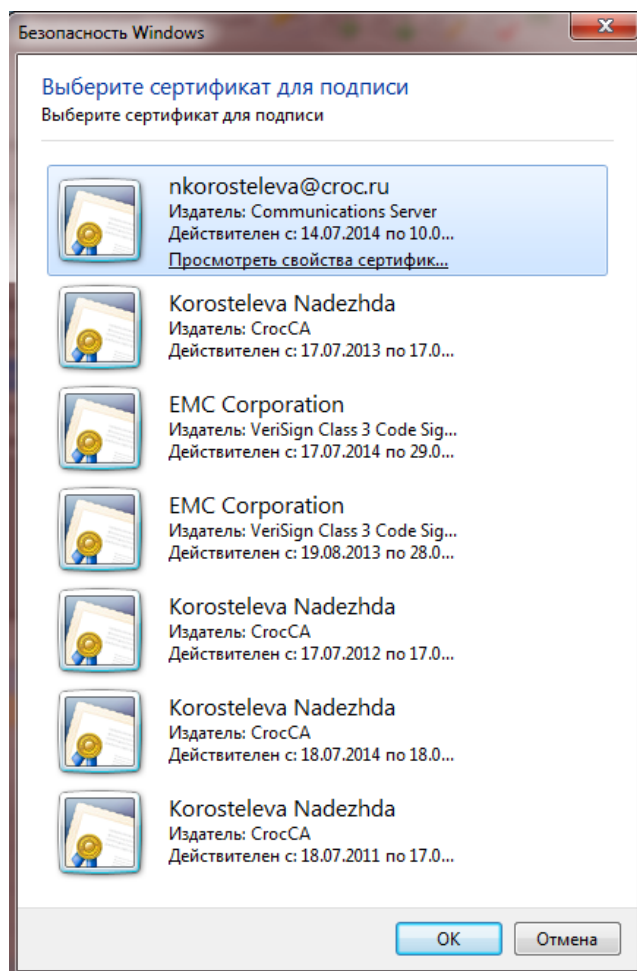 Безопасность Windows
Выберите сертификат для подписи
Выберите сертификат для подписи
nkorosteleva@croc.ru
Издатель: Communications Server
Действителен с: 14.07.2014 по 10.0...
Просмотреть свойства сертифик...
Korosteleva Nadezhda
Издатель: CrocCA
Действителен с: 17.07.2013 по 17.0...
EMC Corporation
Издатель: VeriSign Class 3 Code Sig...
Действителен с: 17.07.2014 по 29.0...
EMC Corporation
Издатель: VeriSign Class 3 Code Sig...
Действителен с: 19.08.2013 по 28.0...
Korosteleva Nadezhda
Издатель: CrocCA
Действителен с: 17.07.2012 по 17.0...
Korosteleva Nadezhda
Издатель: CrocCA
Действителен с: 18.07.2014 по 18.0...
Korosteleva Nadezhda
Издатель: CrocCA
Действителен с: 18.07.2011 по 17.0...
OK Отмена